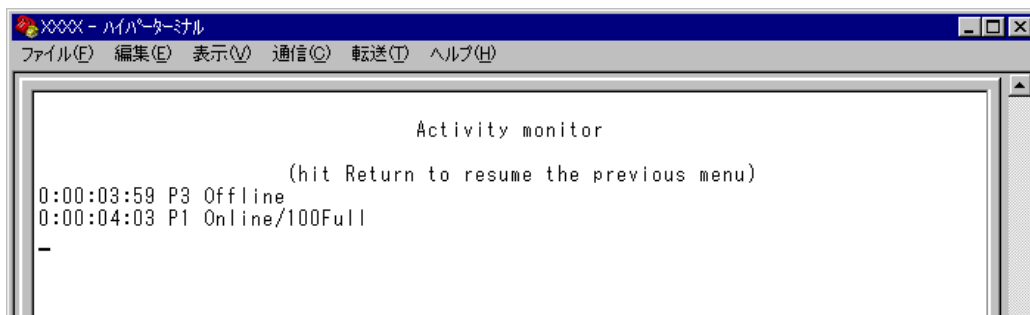 XXXX - ﾊｲﾊﾟｰﾀｰﾐﾅﾙ
ファイル(F) 編集(E) 表示(V) 通信(C) 転送(T) ヘルプ(H)
Activity monitor
(hit Return to resume the previous menu)
0:00:03:59 P3 Offline
0:00:04:03 P1 Online/100Full